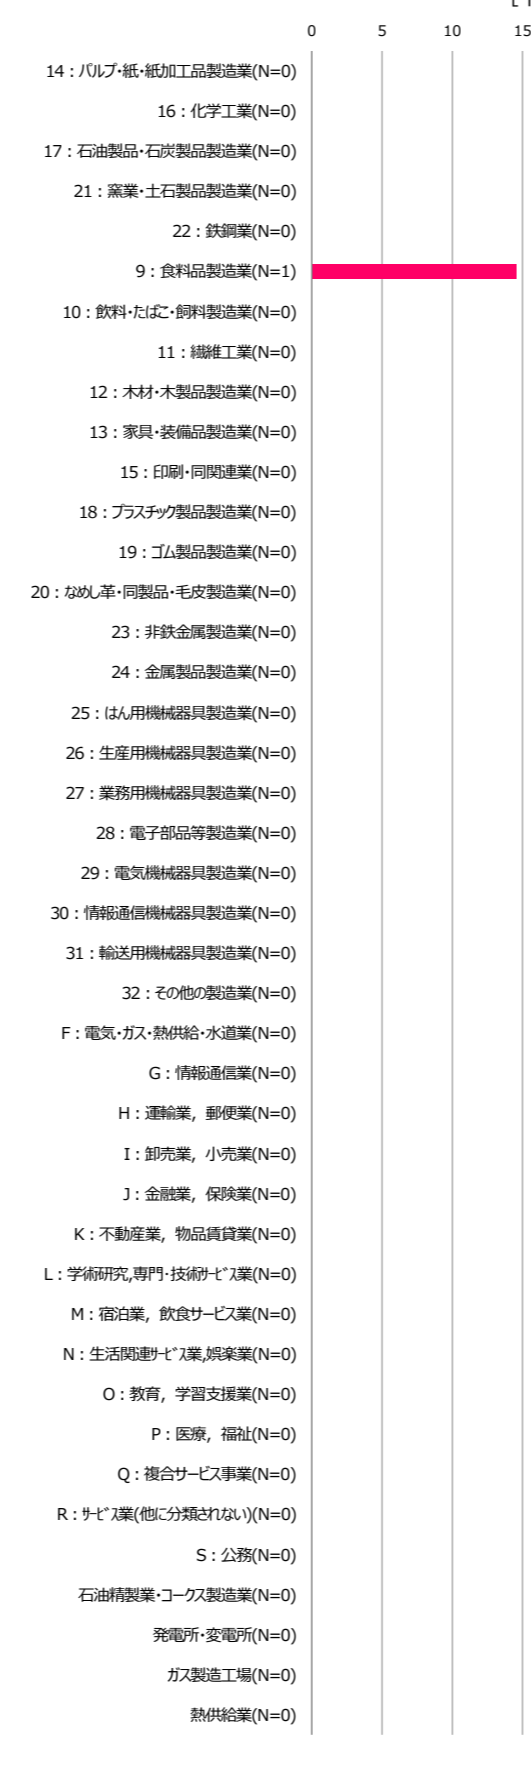 0 5 10 15
14：パルプ・紙・紙加工品製造業(N=0)
16：化学工業(N=0)
17：石油製品・石炭製品製造業(N=0)
21：窯業・土石製品製造業(N=0)
22：鉄鋼業(N=0)
9：食料品製造業(N=1)
10：飲料・たばこ・飼料製造業(N=0)
11：繊維工業(N=0)
12：木材・木製品製造業(N=0)
13：家具・装備品製造業(N=0)
15：印刷・同関連業(N=0)
18：プラスチック製品製造業(N=0)
19：ゴム製品製造業(N=0)
20：なめし革・同製品・毛皮製造業(N=0)
23：非鉄金属製造業(N=0)
24：金属製品製造業(N=0)
25：はん用機械器具製造業(N=0)
26：生産用機械器具製造業(N=0)
27：業務用機械器具製造業(N=0)
28：電子部品等製造業(N=0)
29：電気機械器具製造業(N=0)
30：情報通信機械器具製造業(N=0)
31：輸送用機械器具製造業(N=0)
32：その他の製造業(N=0)
F：電気・ガス・熱供給・水道業(N=0)
G：情報通信業(N=0)
H：運輸業，郵便業(N=0)
I：卸売業，小売業(N=0)
J：金融業，保険業(N=0)
K：不動産業，物品賃貸業(N=0)
L：学術研究,専門・技術ｻｰﾋﾞｽ業(N=0)
M：宿泊業，飲食サービス業(N=0)
N：生活関連ｻｰﾋﾞｽ業,娯楽業(N=0)
O：教育，学習支援業(N=0)
P：医療，福祉(N=0)
Q：複合サービス事業(N=0)
R：ｻｰﾋﾞｽ業(他に分類されない)(N=0)
S：公務(N=0)
石油精製業・コークス製造業(N=0)
発電所・変電所(N=0)
ガス製造工場(N=0)
熱供給業(N=0)